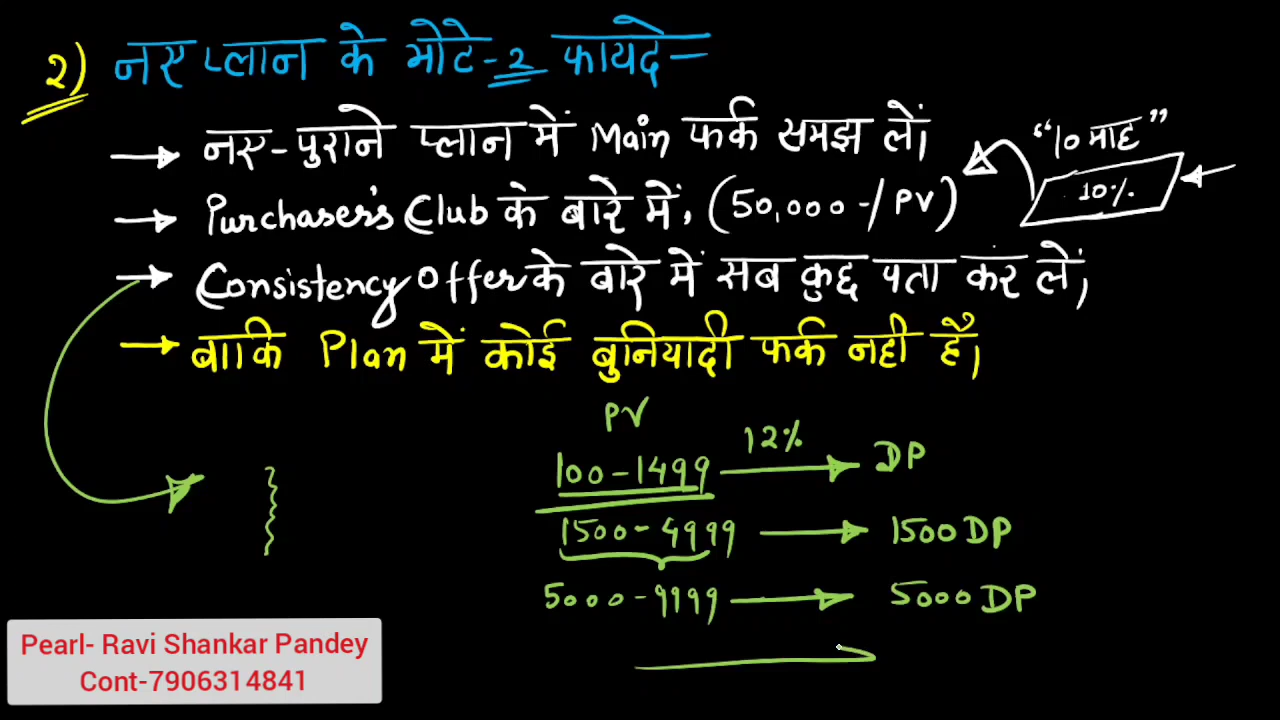 २) नए प्लान के मोटे-२ फायदे-
→ नए-पुराने प्लान में Main फर्क समझ लें।
"10 माह"
10%
→ Purchaser's Club के बारे में, (50,000-/PV)
→ Consistency Offer के बारे में सब कुछ पता कर लें,
→ बाकि Plan में कोई बुनियादी फर्क नही है,
PV
100-1499 12% → DP
1500-4999 → 1500 DP
5000-9999 → 5000 DP
Pearl- Ravi Shankar Pandey
Cont-7906314841